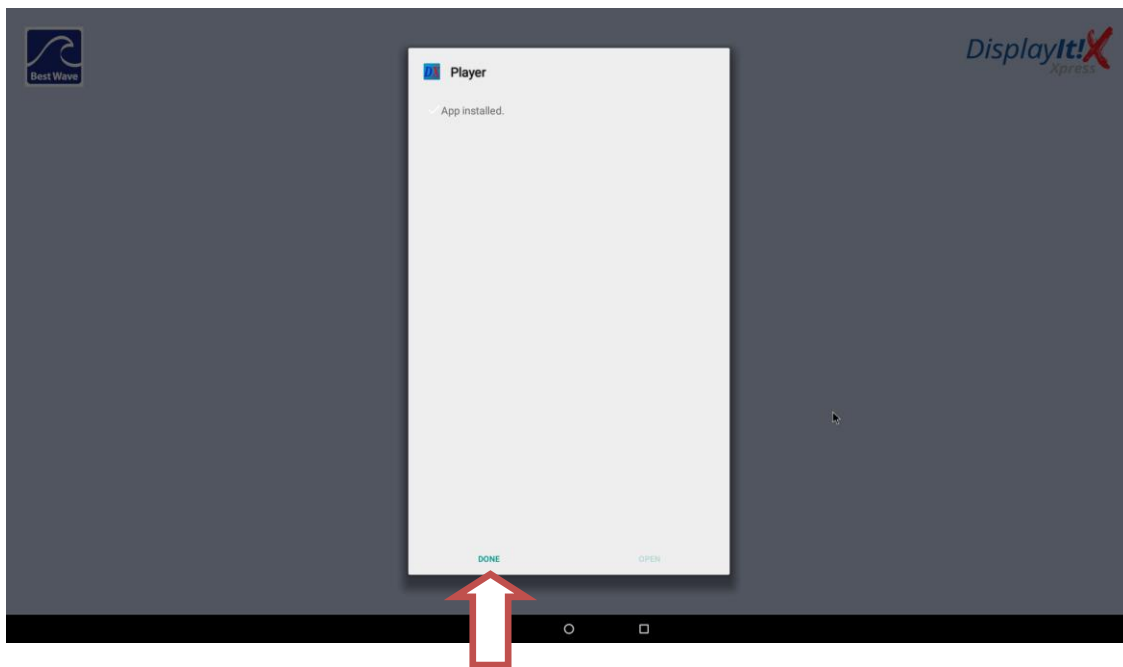 Best Wave
DisplayIt!X
Xpress
DX Player
App installed.
DONE OPEN